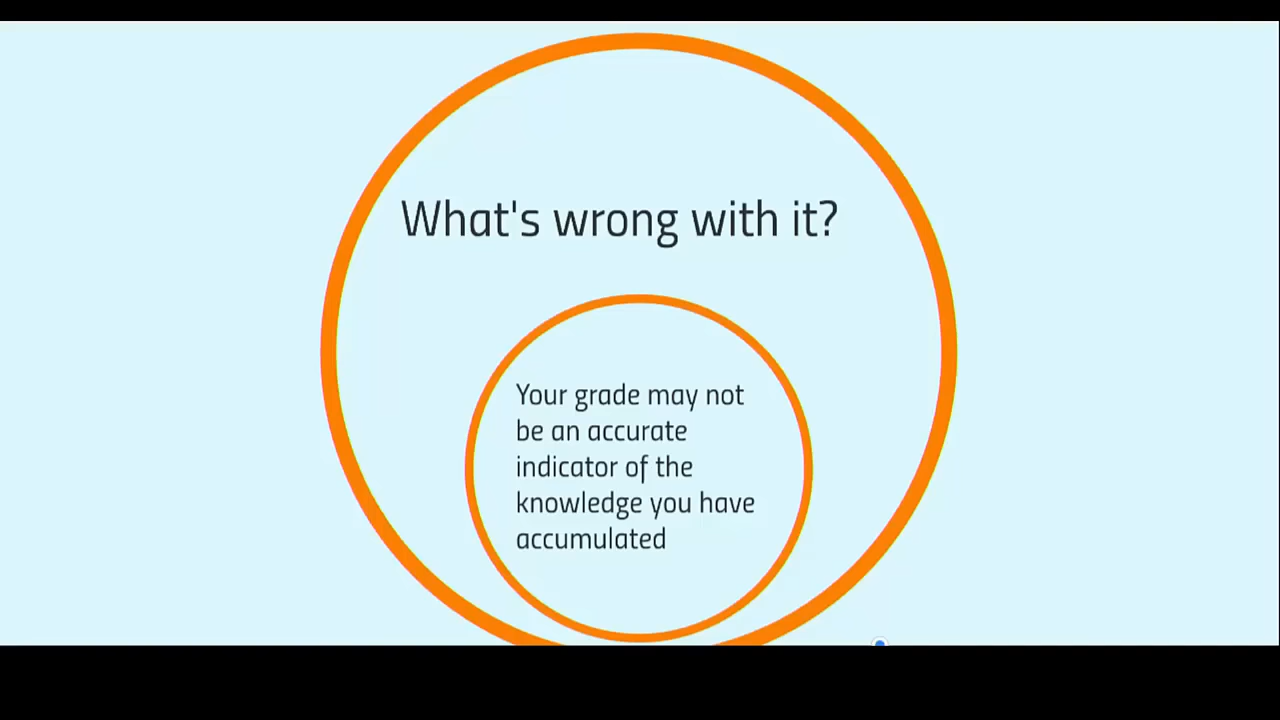 What's wrong with it?
Your grade may not
be an accurate
indicator of the
knowledge you have
accumulated